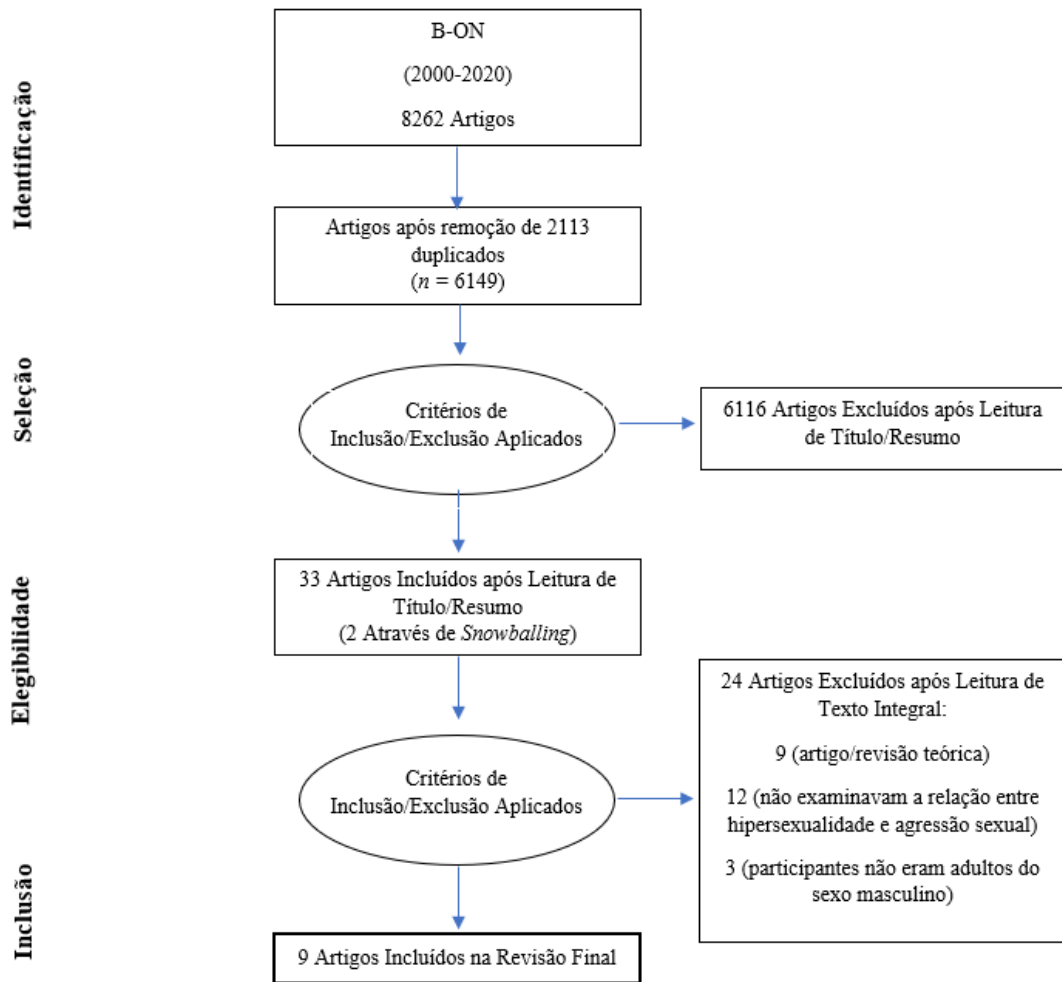 Identificação
B-ON
(2000-2020)
8262 Artigos
Artigos após remoção de 2113
duplicados
(n = 6149)
Seleção
Critérios de
Inclusão/Exclusão Aplicados
6116 Artigos Excluídos após Leitura
de Título/Resumo
Elegibilidade
33 Artigos Incluídos após Leitura de
Título/Resumo
(2 Através de Snowballing)
24 Artigos Excluídos após Leitura de
Texto Integral:
9 (artigo/revisão teórica)
12 (não examinavam a relação entre
hipersexualidade e agressão sexual)
3 (participantes não eram adultos do
sexo masculino)
Critérios de
Inclusão/Exclusão Aplicados
Inclusão
9 Artigos Incluídos na Revisão Final